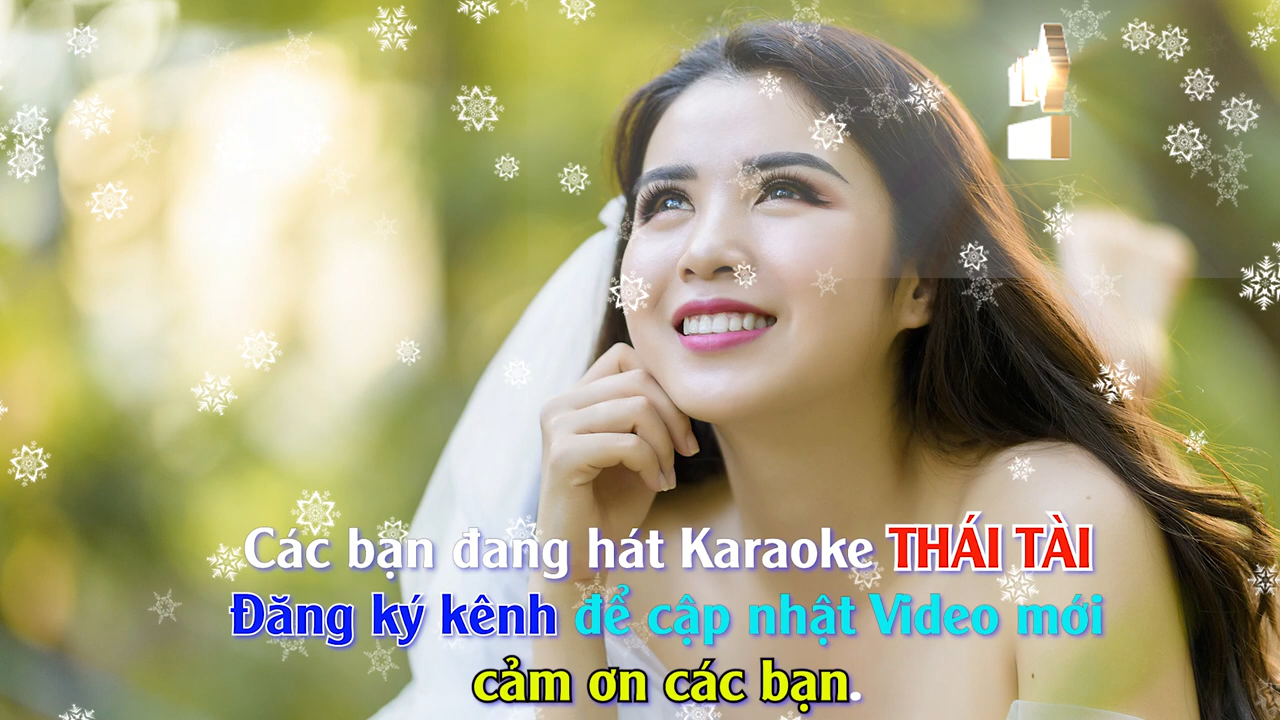 Các bạn đang hát Karaoke THÁI TÀI
Đăng ký kênh để cập nhật Video mới
cảm ơn các bạn.